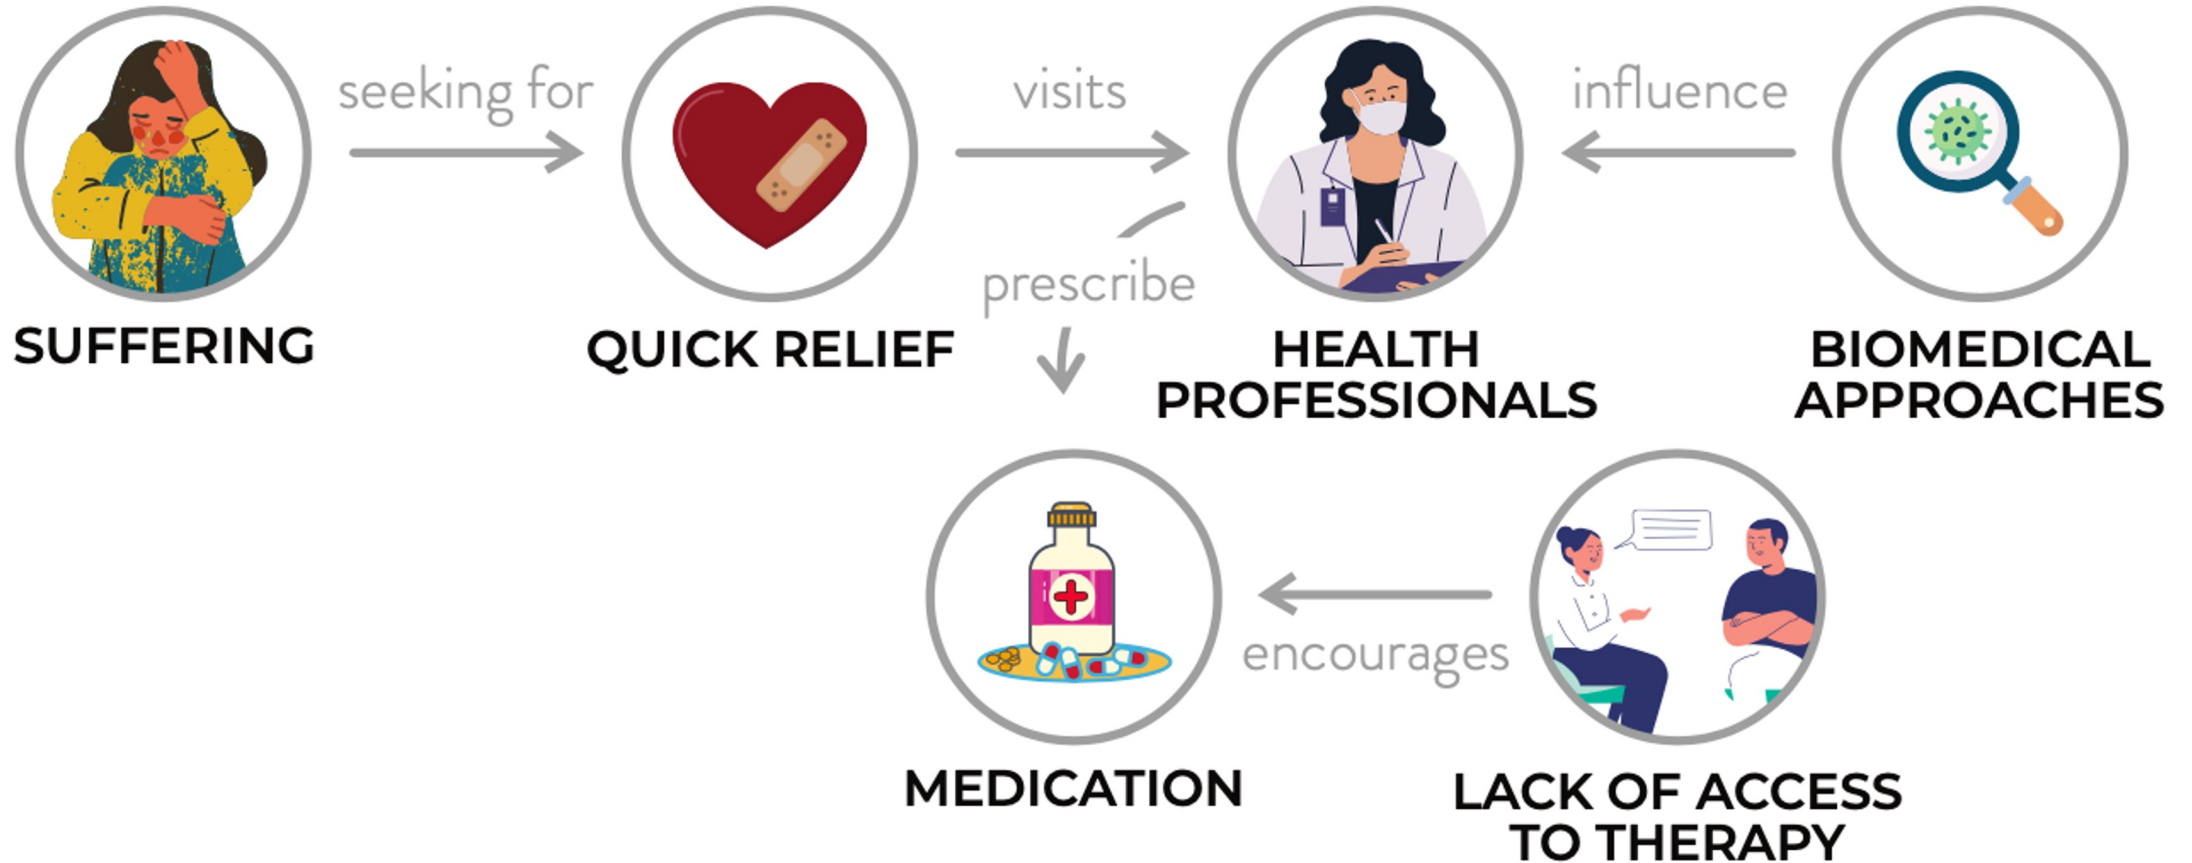 seeking for
visits
influence
prescribe
SUFFERING
QUICK RELIEF
HEALTH
PROFESSIONALS
BIOMEDICAL
APPROACHES
encourages
MEDICATION
LACK OF ACCESS
TO THERAPY